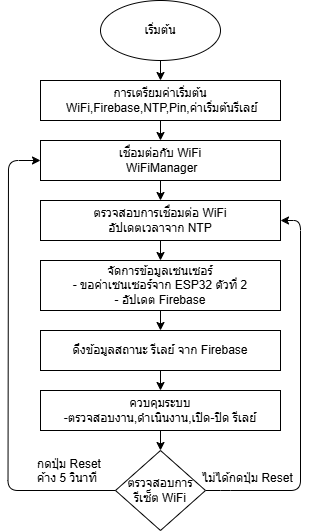 เริ่มต้น
การเตรียมค่าเริ่มต้น
WiFi,Firebase,NTP,Pin,ค่าเริ่มต้นรีเลย์
เชื่อมต่อกับ WiFi
WiFiManager
ตรวจสอบการเชื่อมต่อ WiFi
อัปเดตเวลาจาก NTP
จัดการข้อมูลเซนเซอร์
- ขอค่าเซนเซอร์จาก ESP32 ตัวที่ 2
- อัปเดต Firebase
ดึงข้อมูลสถานะ รีเลย์ จาก Firebase
ควบคุมระบบ
-ตรวจสอบงาน,ดำเนินงาน,เปิด-ปิด รีเลย์
กดปุ่ม Reset
ค้าง 5 วินาที
ตรวจสอบการ
รีเซ็ต WiFi
ไม่ได้กดปุ่ม Reset